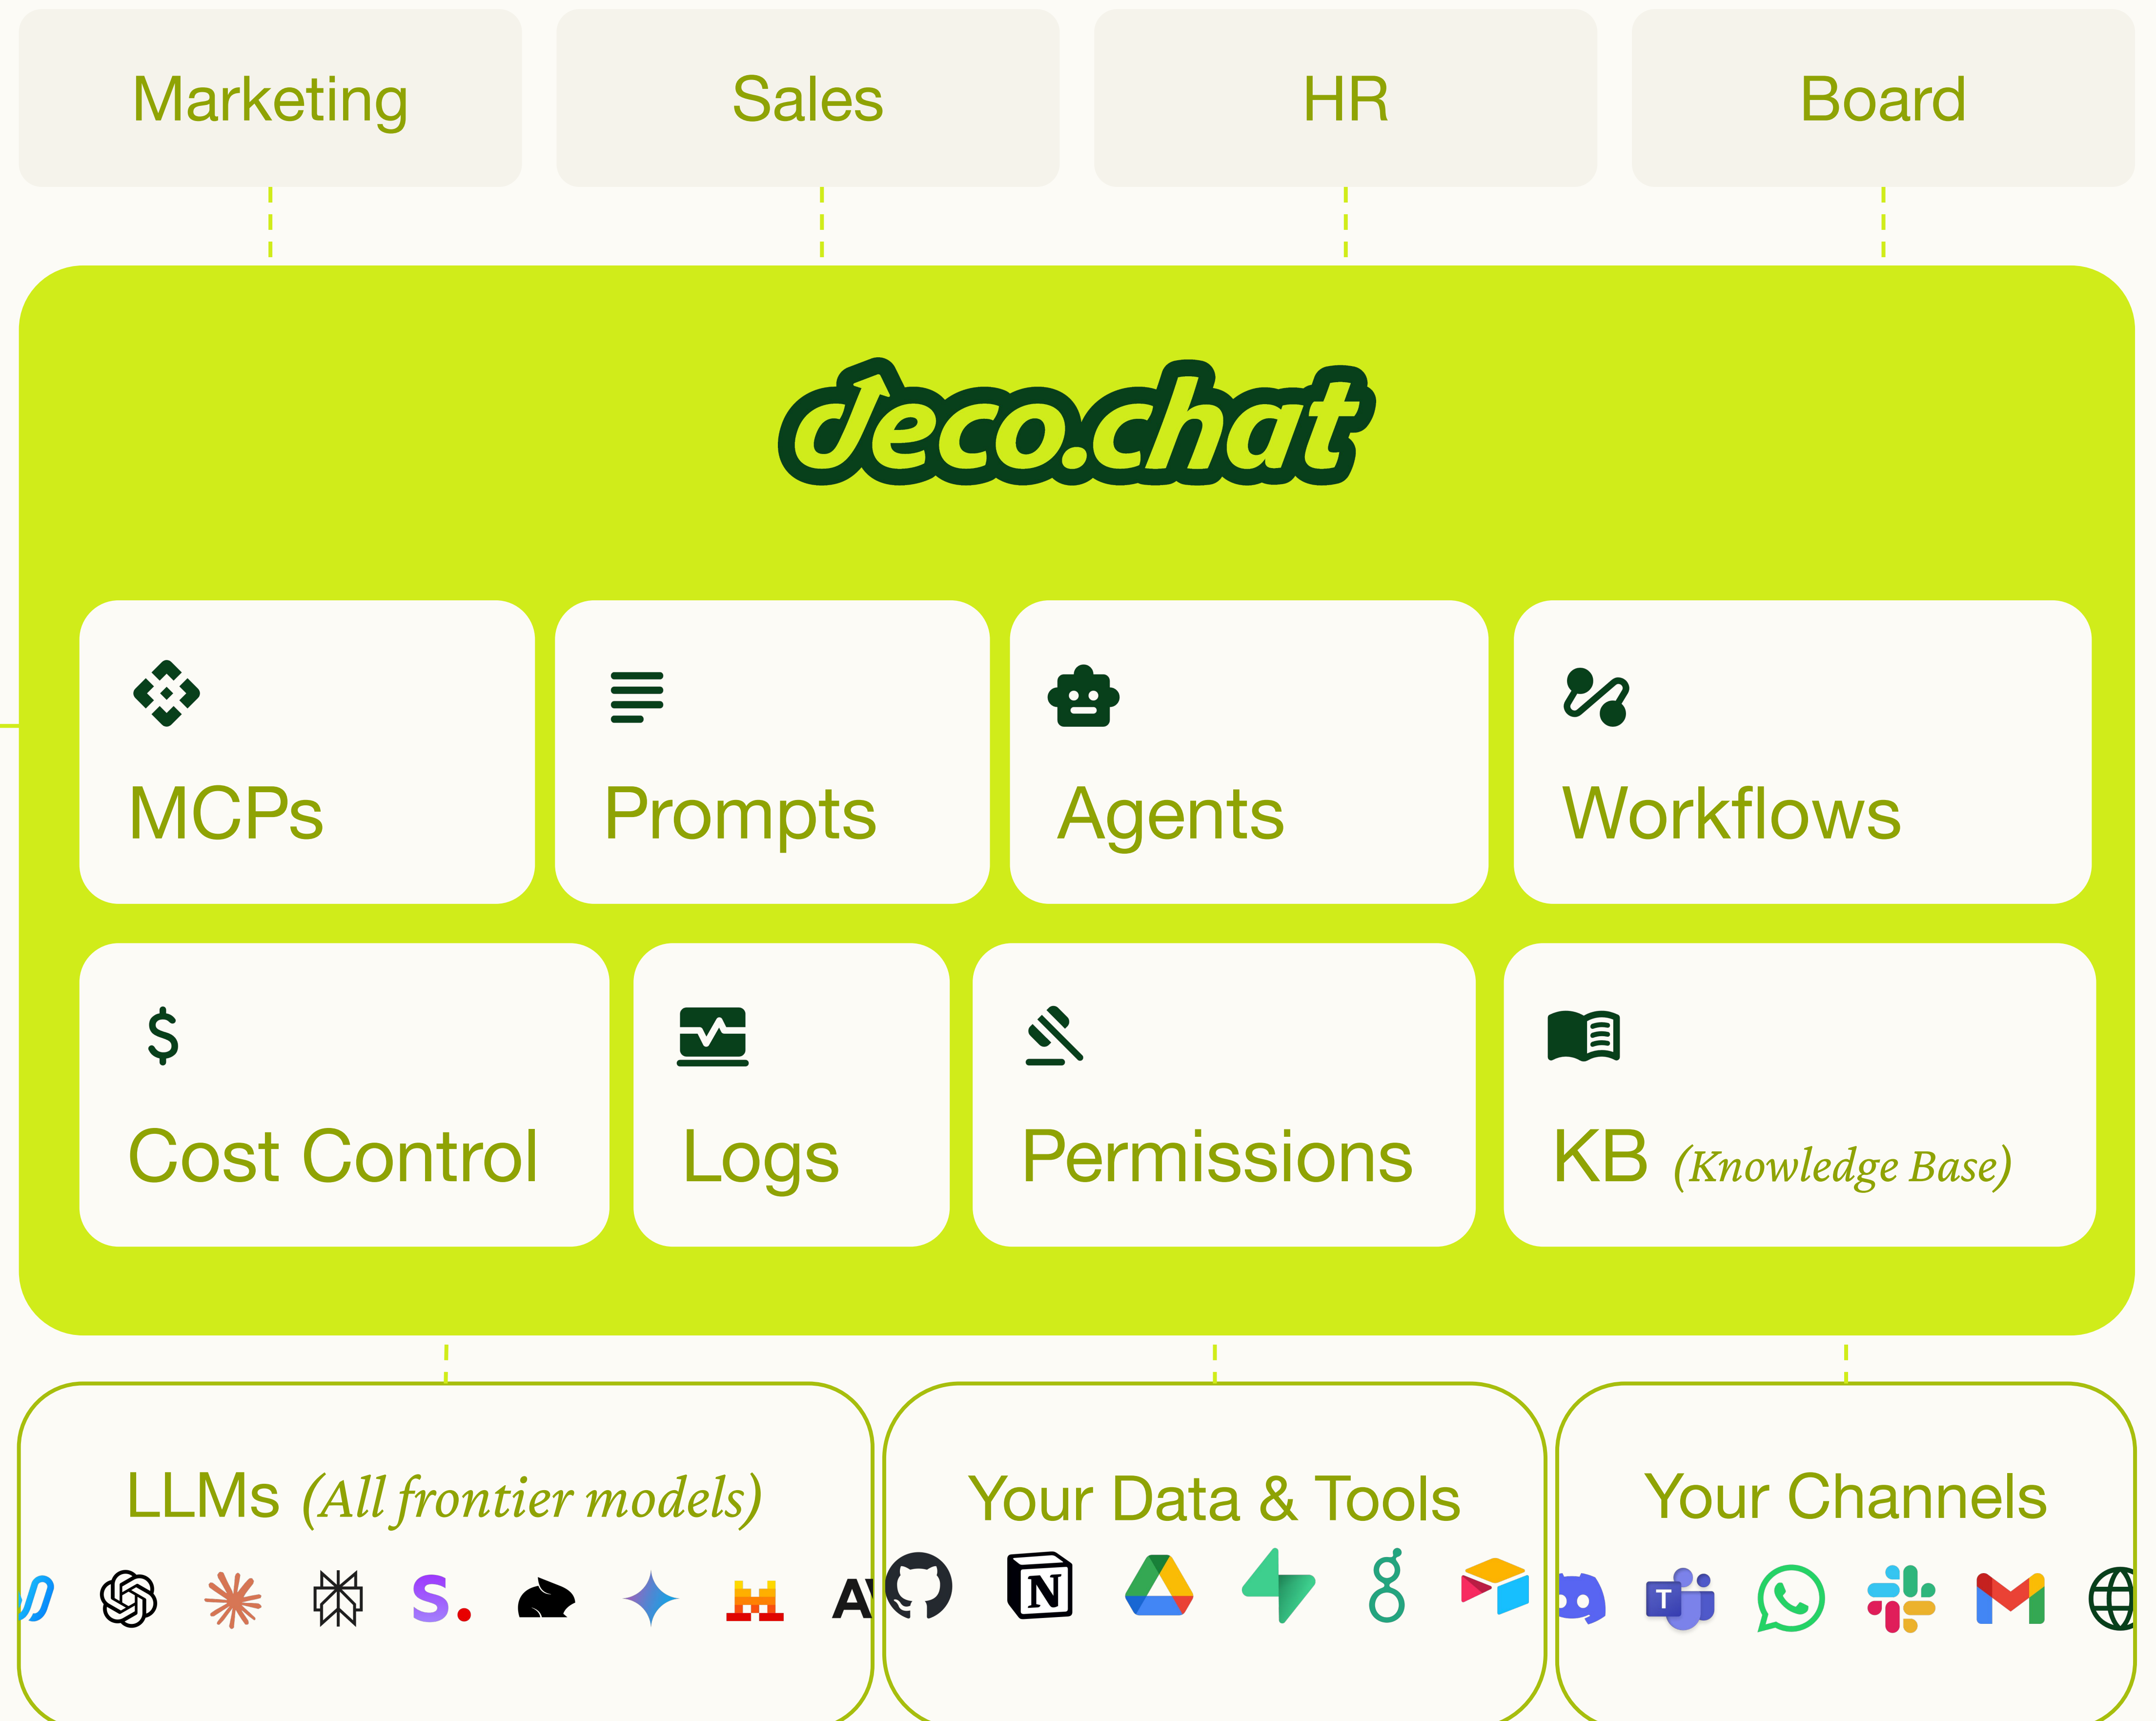 Marketing
Sales
HR
Board
deco.chat
MCPs
Prompts
Agents
Workflows
Cost Control
Logs
Permissions
KB (Knowledge Base)
LLMs (All frontier models)
Your Data & Tools
Your Channels
S.
N
T